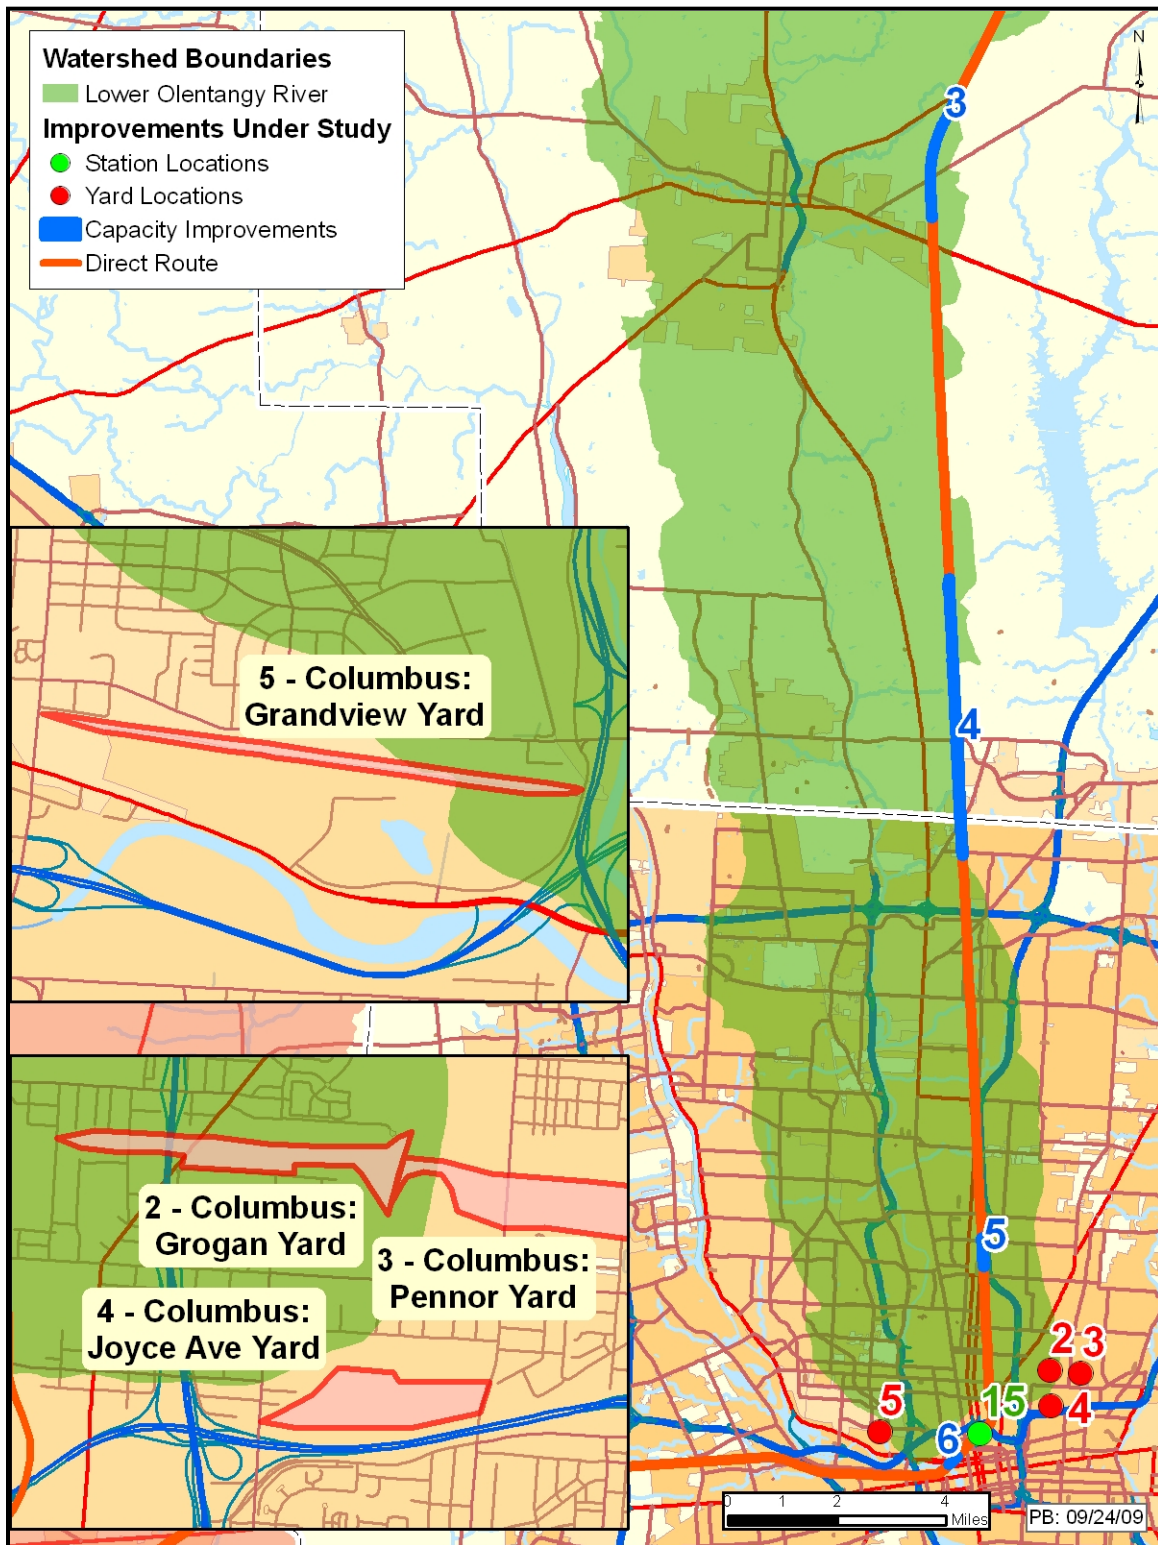 Watershed Boundaries
Lower Olentangy River
Improvements Under Study
Station Locations
Yard Locations
Capacity Improvements
Direct Route
N
3
4
5 - Columbus:
Grandview Yard
2 - Columbus:
Grogan Yard
3 - Columbus:
Pennor Yard
4 - Columbus:
Joyce Ave Yard
5
2 3
15
4
5
6
0 1 2 4
Miles
PB: 09/24/09